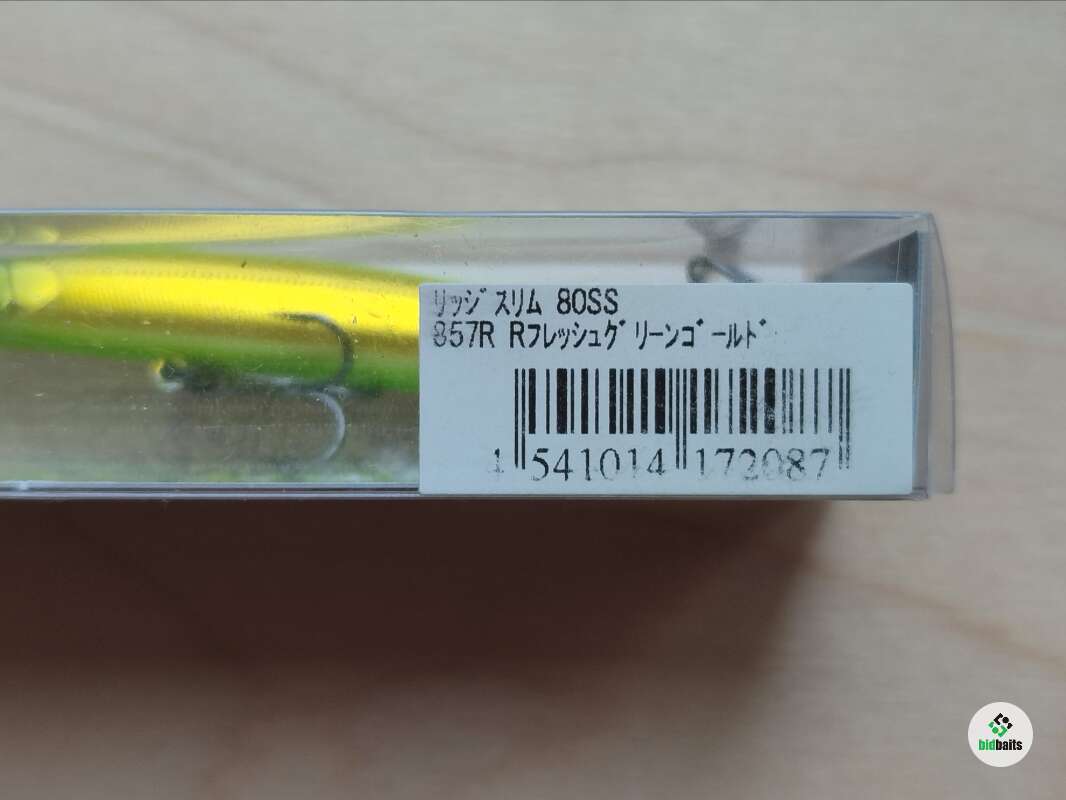 リッジスリム 80SS
857R Rフレッシュグリーンゴールド
4 541014 172087
bidbaits